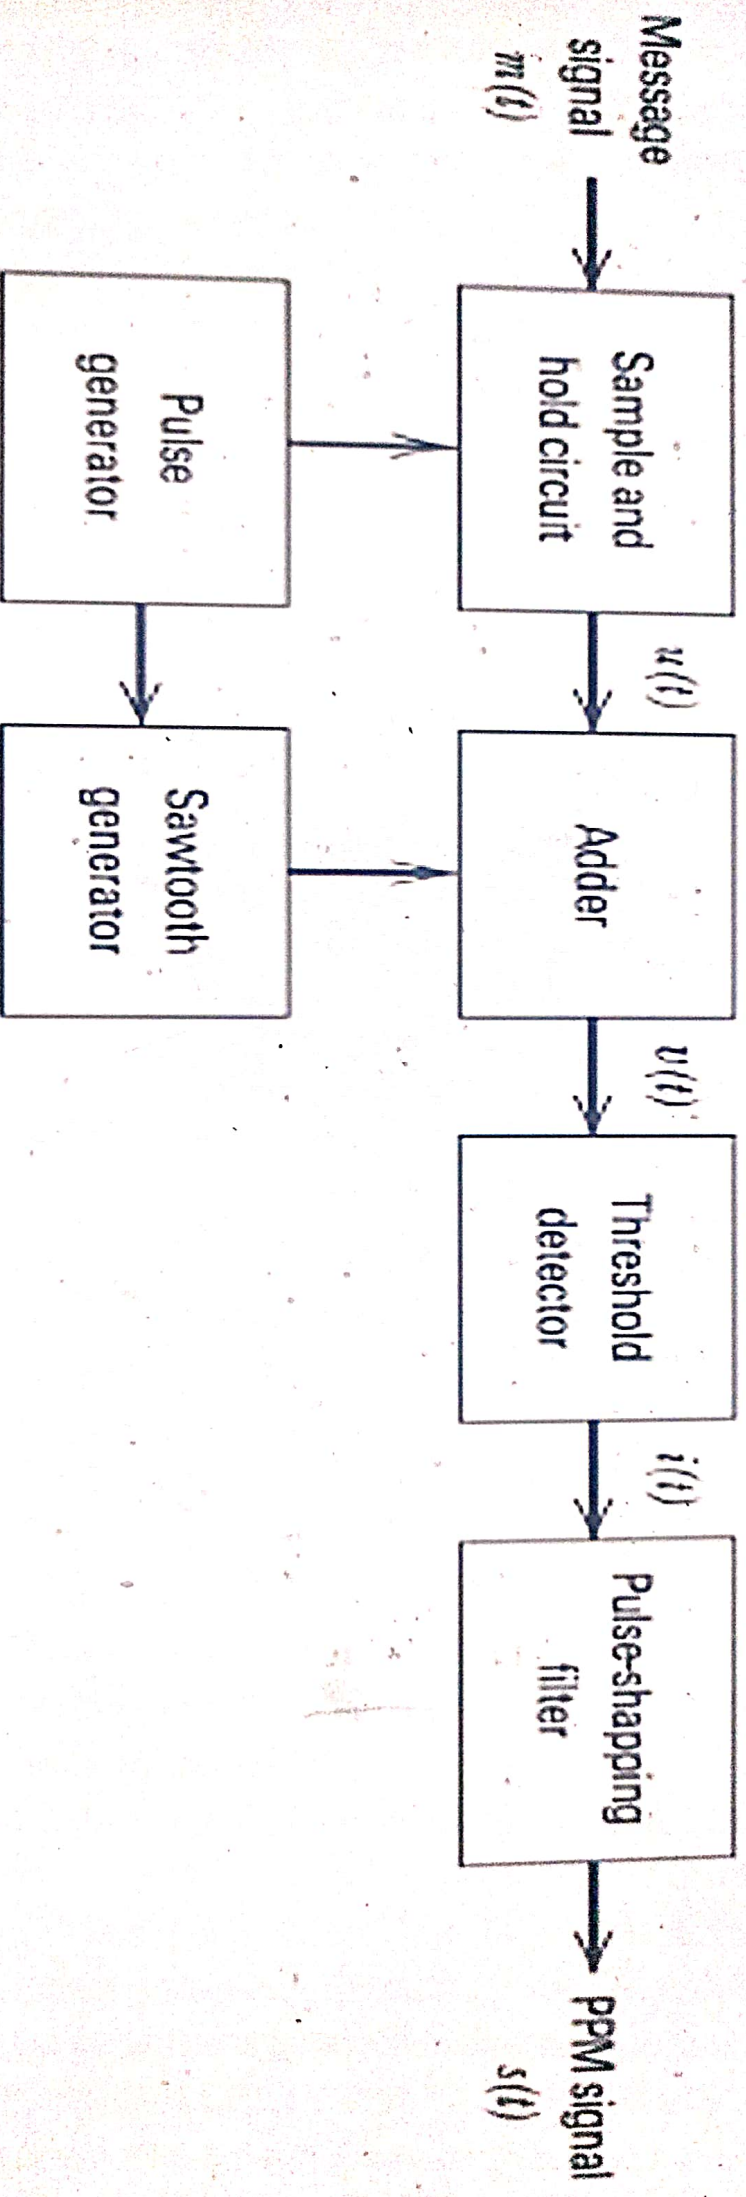 Message
signal
m(t)
Sample and
hold circuit
u(t)
Adder
v(t)
Threshold
detector
i(t)
Pulse-shapping
filter
PPM signal
s(t)
Pulse
generator
Sawtooth
generator